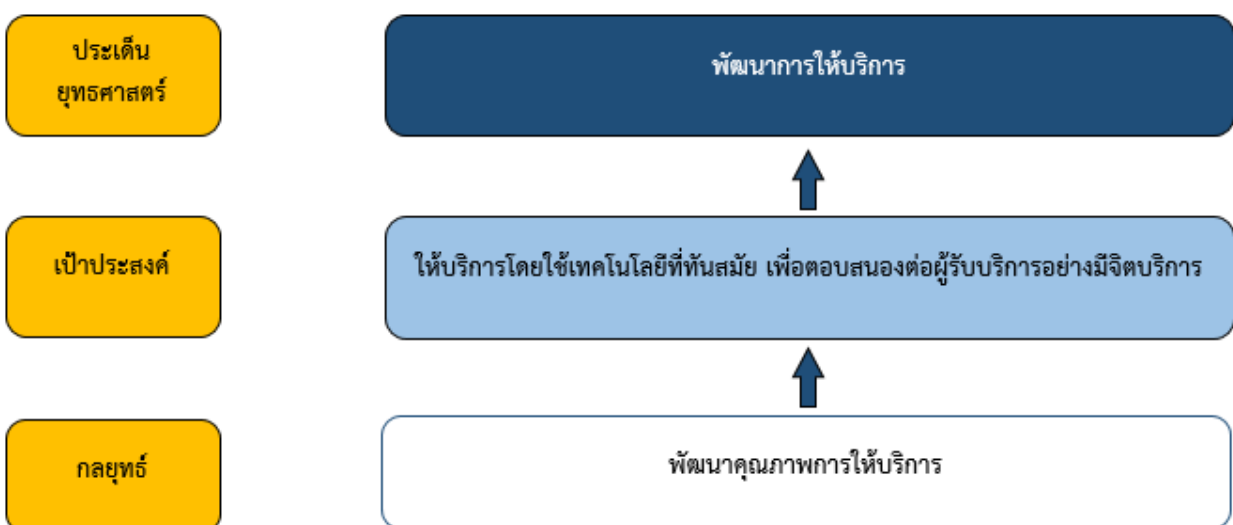 ประเด็น
ยุทธศาสตร์
พัฒนาการให้บริการ
เป้าประสงค์
ให้บริการโดยใช้เทคโนโลยีที่ทันสมัย เพื่อตอบสนองต่อผู้รับบริการอย่างมีจิตบริการ
กลยุทธ์
พัฒนาคุณภาพการให้บริการ